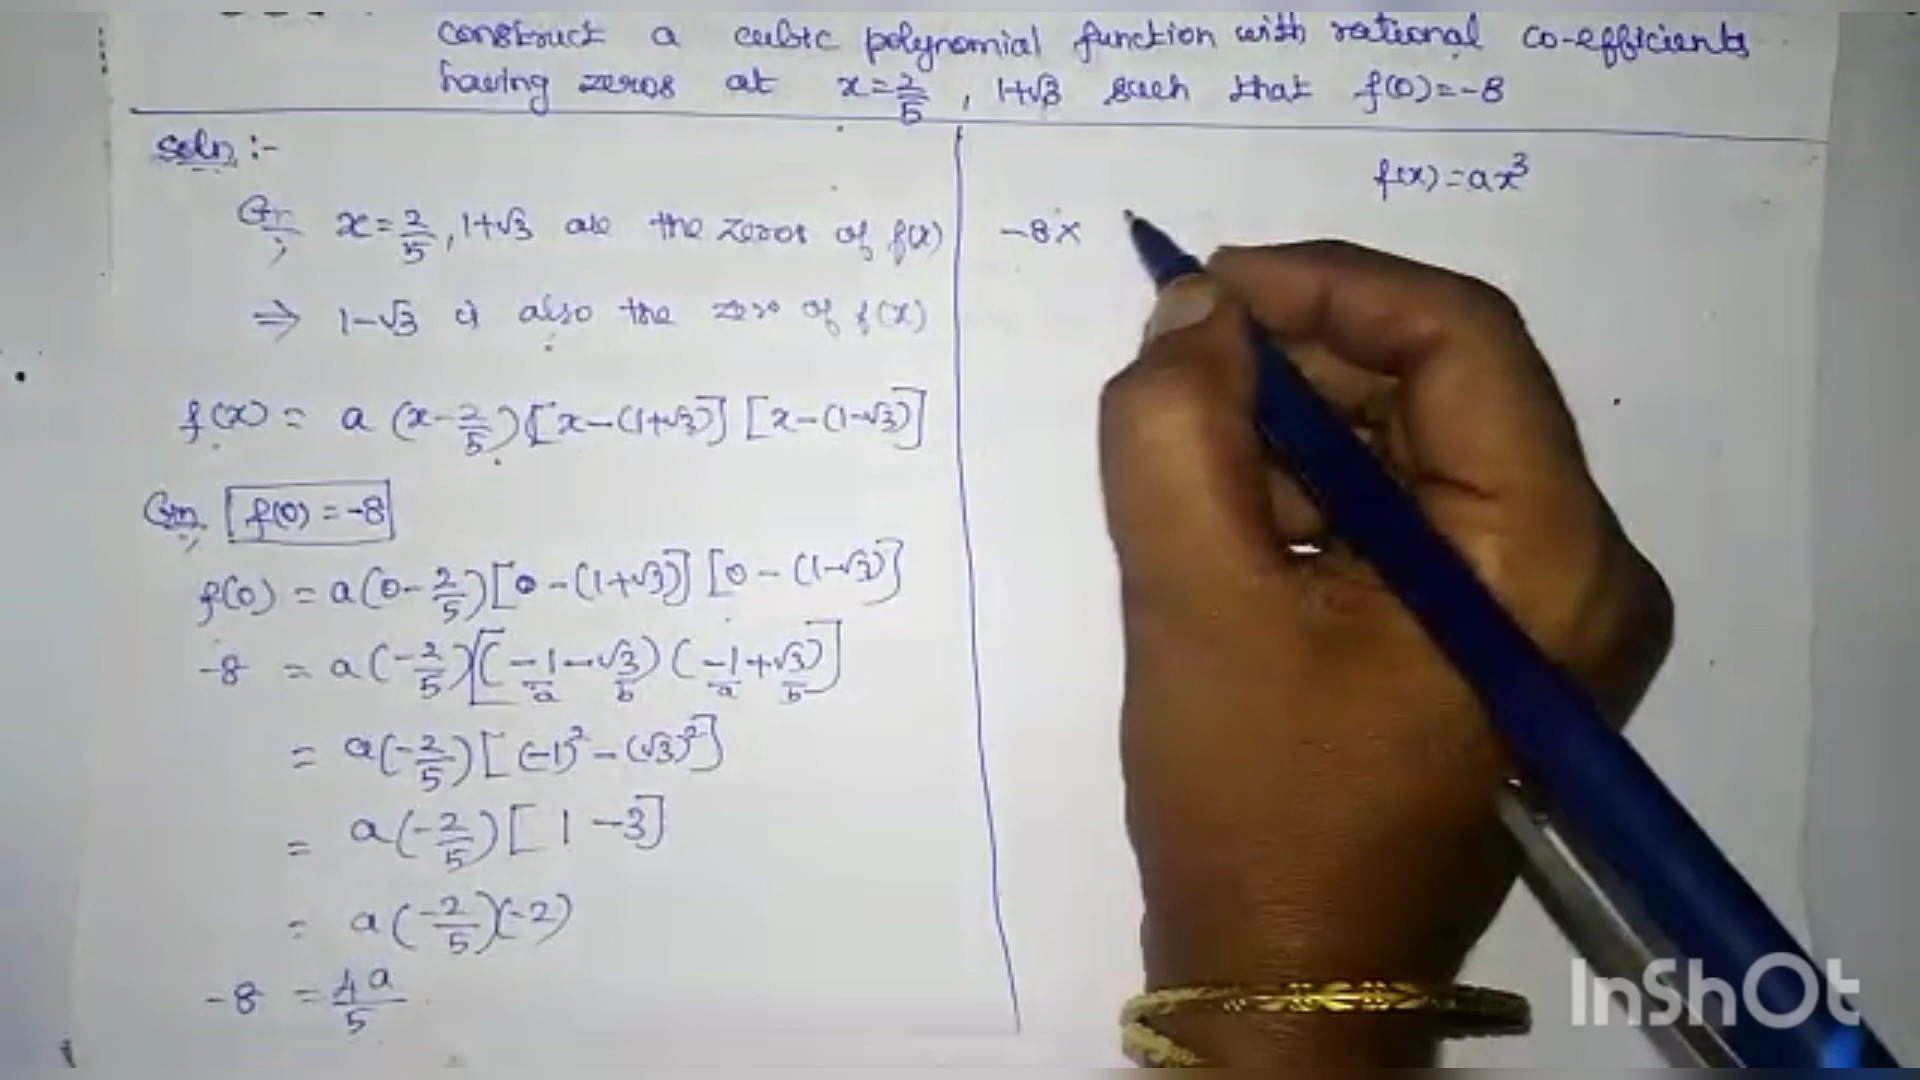 construct a cubic polynomial function with rational co-efficients
having zeros at x=2/5, 1+√3 such that f(0)=-8
Soln :-
Gn, x=2/5, 1+√3 are the zeros of f(x)
⇒ 1-√3 is also the zero of f(x)
f(x) = a (x-2/5) [x-(1+√3)] [x-(1-√3)]
Gn, f(0) = -8
f(0) = a(0-2/5)[0-(1+√3)] [0-(1-√3)]
-8 = a(-2/5)[(-1-√3)(-1+√3)]
a b a b
= a(-2/5)[(-1)²-(√3)²]
= a(-2/5)[1-3]
= a(-2/5)(-2)
-8 = 4a/5
f(x)=ax³
-8x
InShOt